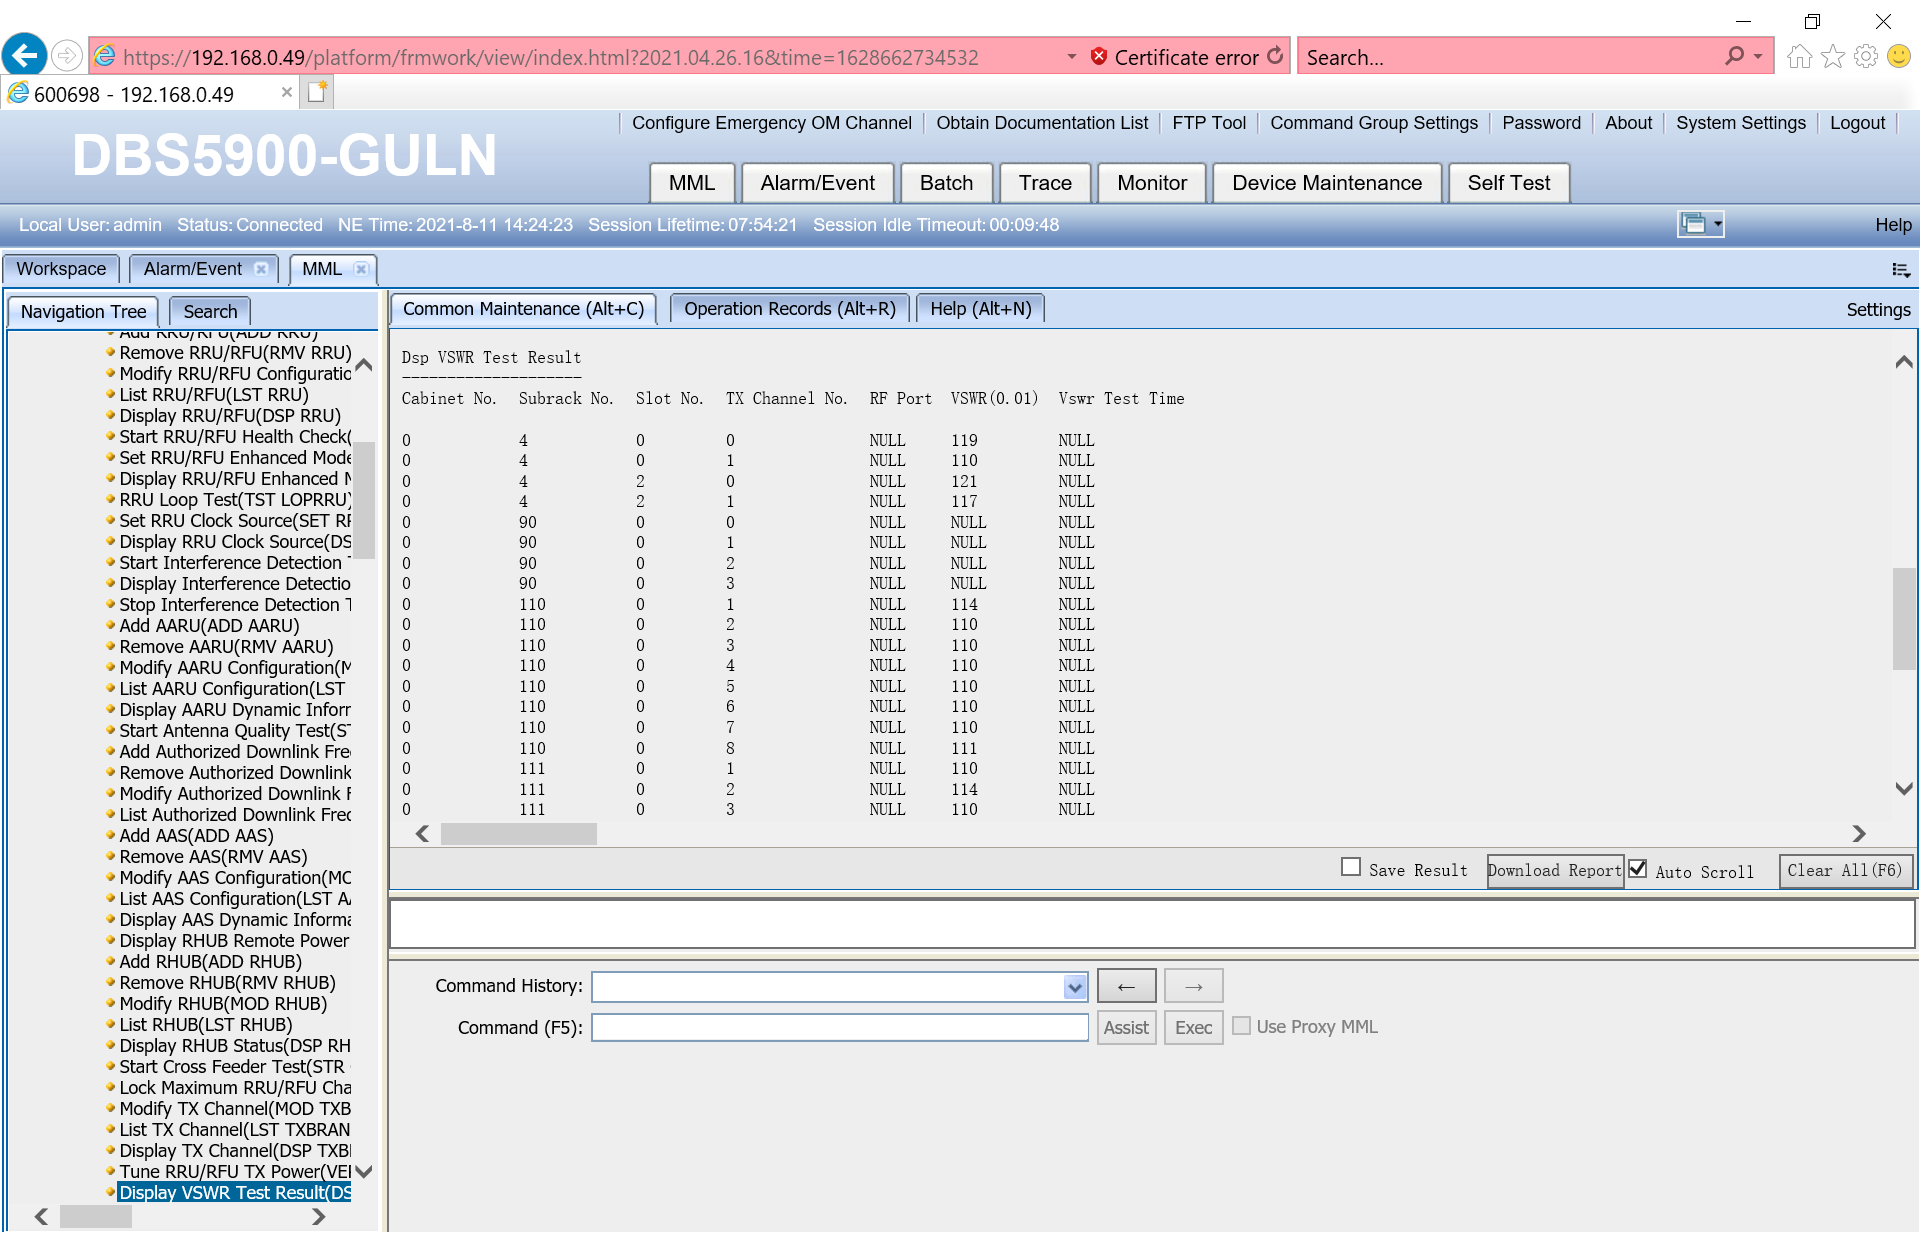 https://192.168.0.49/platform/frmwork/view/index.html?2021.04.26.16&time=1628662734532 Certificate error Search...
600698 - 192.168.0.49
Configure Emergency OM Channel Obtain Documentation List FTP Tool Command Group Settings Password About System Settings Logout
DBS5900-GULN
MML Alarm/Event Batch Trace Monitor Device Maintenance Self Test
Local User: admin Status: Connected NE Time: 2021-8-11 14:24:23 Session Lifetime: 07:54:21 Session Idle Timeout: 00:09:48 Help
Workspace Alarm/Event MML
Navigation Tree Search
Common Maintenance (Alt+C) Operation Records (Alt+R) Help (Alt+N) Settings
Add RRU/RFU(ADD RRU)
Remove RRU/RFU(RMV RRU)
Modify RRU/RFU Configuratio
List RRU/RFU(LST RRU)
Display RRU/RFU(DSP RRU)
Start RRU/RFU Health Check(
Set RRU/RFU Enhanced Mode
Display RRU/RFU Enhanced M
RRU Loop Test(TST LOPRRU)
Set RRU Clock Source(SET RF
Display RRU Clock Source(DS
Start Interference Detection T
Display Interference Detectio
Stop Interference Detection T
Add AARU(ADD AARU)
Remove AARU(RMV AARU)
Modify AARU Configuration(M
List AARU Configuration(LST
Display AARU Dynamic Inforr
Start Antenna Quality Test(ST
Add Authorized Downlink Fre
Remove Authorized Downlink
Modify Authorized Downlink F
List Authorized Downlink Frec
Add AAS(ADD AAS)
Remove AAS(RMV AAS)
Modify AAS Configuration(MC
List AAS Configuration(LST A
Display AAS Dynamic Informa
Display RHUB Remote Power
Add RHUB(ADD RHUB)
Remove RHUB(RMV RHUB)
Modify RHUB(MOD RHUB)
List RHUB(LST RHUB)
Display RHUB Status(DSP RH
Start Cross Feeder Test(STR
Lock Maximum RRU/RFU Cha
Modify TX Channel(MOD TXB
List TX Channel(LST TXBRAN
Display TX Channel(DSP TXB
Tune RRU/RFU TX Power(VE
Display VSWR Test Result(DS
Dsp VSWR Test Result
--------------------
Cabinet No. Subrack No. Slot No. TX Channel No. RF Port VSWR(0.01) Vswr Test Time
0 4 0 0 NULL 119 NULL
0 4 0 1 NULL 110 NULL
0 4 2 0 NULL 121 NULL
0 4 2 1 NULL 117 NULL
0 90 0 0 NULL NULL NULL
0 90 0 1 NULL NULL NULL
0 90 0 2 NULL NULL NULL
0 90 0 3 NULL NULL NULL
0 110 0 1 NULL 114 NULL
0 110 0 2 NULL 110 NULL
0 110 0 3 NULL 110 NULL
0 110 0 4 NULL 110 NULL
0 110 0 5 NULL 110 NULL
0 110 0 6 NULL 110 NULL
0 110 0 7 NULL 110 NULL
0 110 0 8 NULL 111 NULL
0 111 0 1 NULL 110 NULL
0 111 0 2 NULL 114 NULL
0 111 0 3 NULL 110 NULL
Save Result Download Report Auto Scroll Clear All(F6)
Command History: ← →
Command (F5): Assist Exec Use Proxy MML